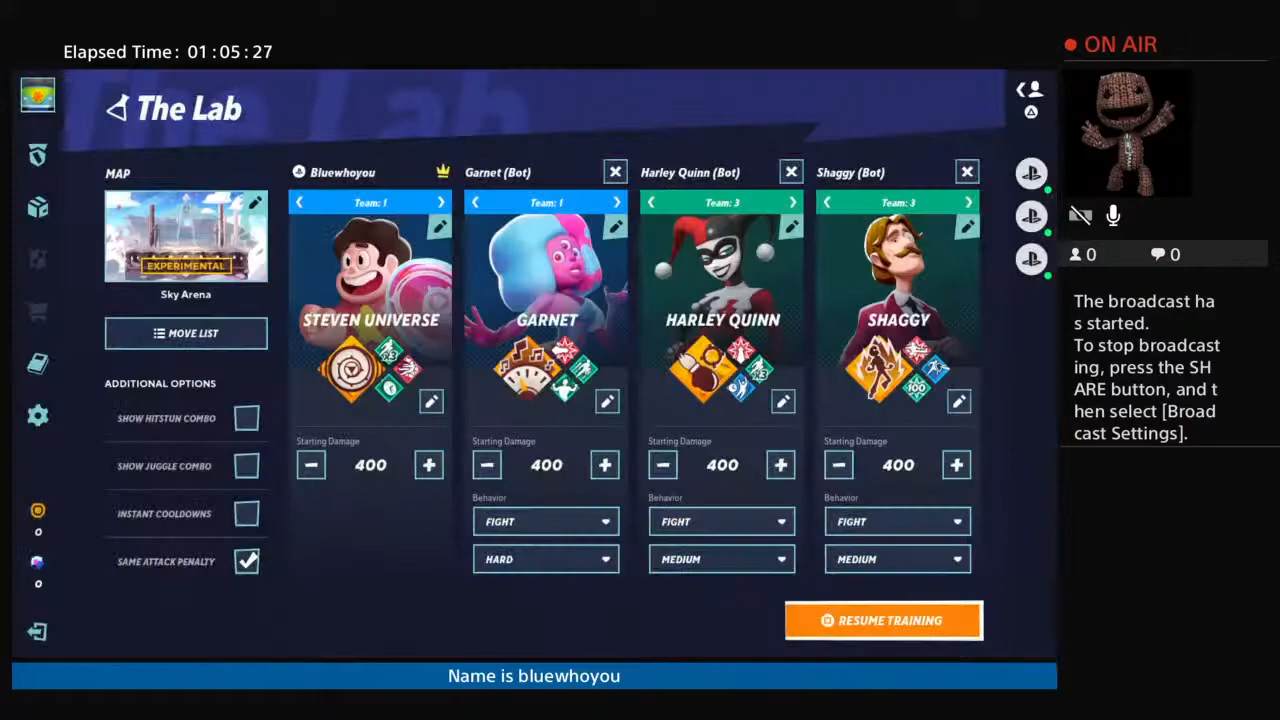 Elapsed Time: 01:05:27
ON AIR
The Lab
MAP
EXPERIMENTAL
Sky Arena
MOVE LIST
ADDITIONAL OPTIONS
SHOW HITSTUN COMBO
SHOW JUGGLE COMBO
INSTANT COOLDOWNS
SAME ATTACK PENALTY
0
0
Bluewhoyou
Team: 1
STEVEN UNIVERSE
x3
Starting Damage
400
Garnet (Bot)
Team: 1
GARNET
Starting Damage
400
Behavior
FIGHT
HARD
Harley Quinn (Bot)
Team: 3
HARLEY QUINN
x3
Starting Damage
400
Behavior
FIGHT
MEDIUM
Shaggy (Bot)
Team: 3
SHAGGY
100
Starting Damage
400
Behavior
FIGHT
MEDIUM
RESUME TRAINING
0
0
The broadcast ha
s started.
To stop broadcast
ing, press the SH
ARE button, and t
hen select [Broad
cast Settings].
Name is bluewhoyou